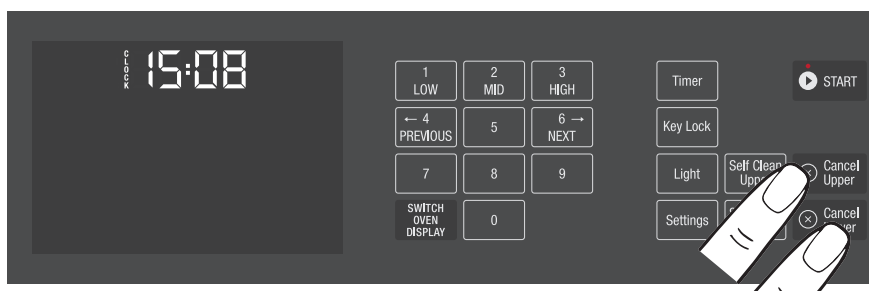 CLOCK 15:08
1
LOW
2
MID
3
HIGH
Timer
START
← 4
PREVIOUS
5
6 →
NEXT
Key Lock
7
8
9
Light
Self Clean
Cancel
Upper
SWITCH
OVEN
DISPLAY
0
Settings
Cancel